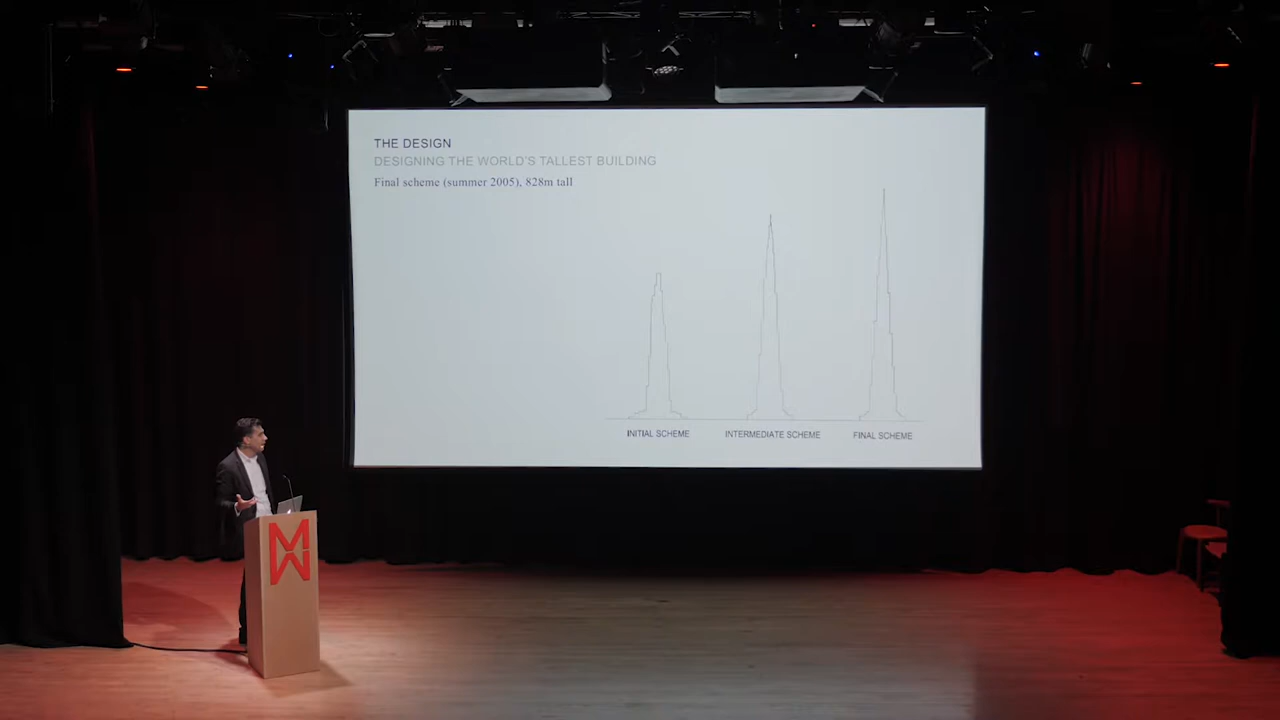 THE DESIGN
DESIGNING THE WORLD'S TALLEST BUILDING
Final scheme (summer 2005), 828m tall
INITIAL SCHEME
INTERMEDIATE SCHEME
FINAL SCHEME